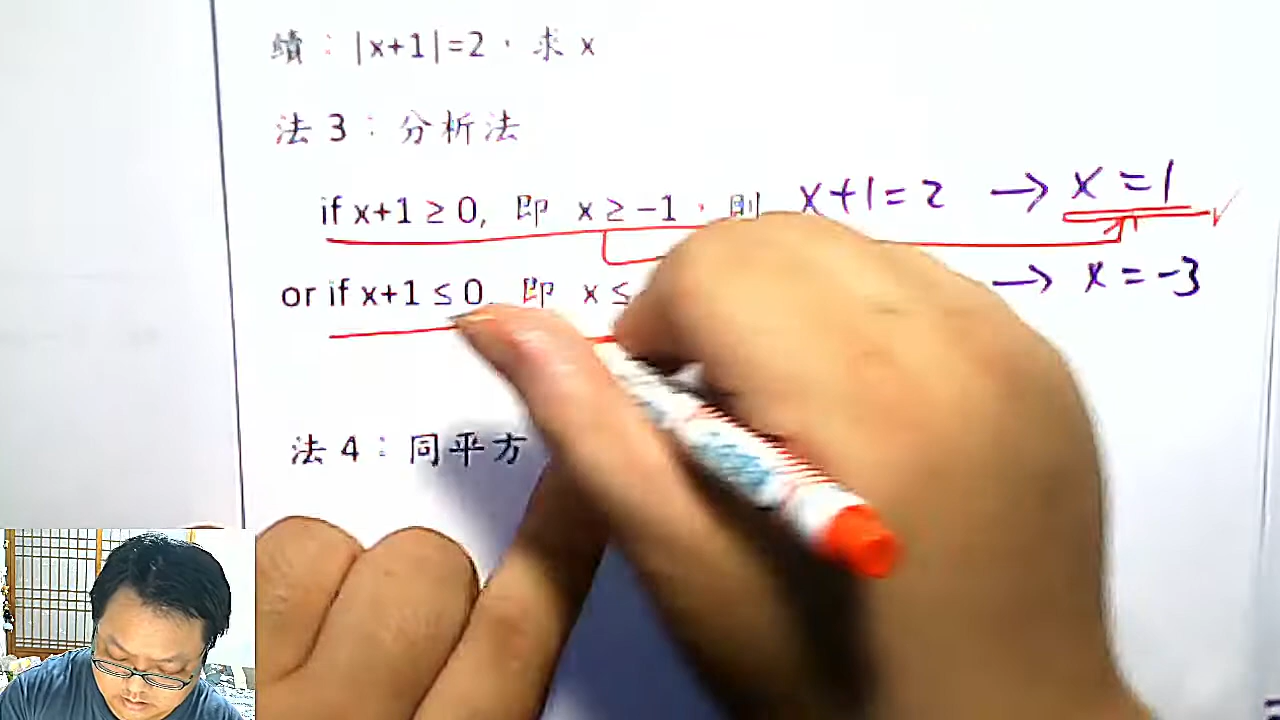 續：|x+1|=2，求 x
法 3：分析法
if x+1 ≥ 0, 即 x ≥ −1，則 x+1=2 → x=1 ✓
or if x+1 ≤ 0, 即 x ≤ → x=-3
法 4：同平方